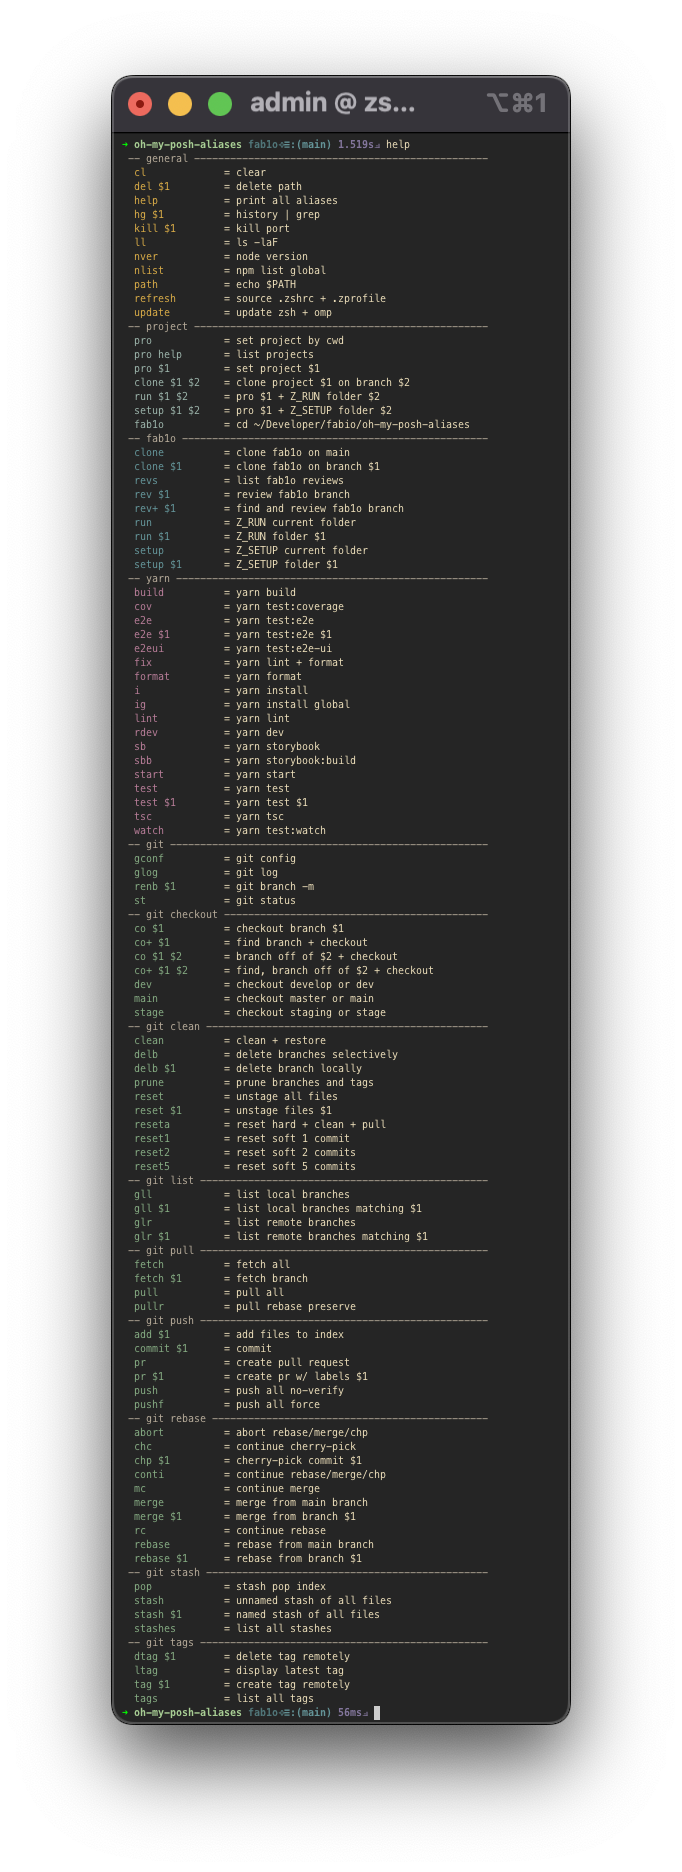 admin @ zs... ⌥⌘1
➜ oh-my-posh-aliases fab1o ≡:(main) 1.519s help
—— general ————————————————————————————————————————————————
cl = clear
del $1 = delete path
help = print all aliases
hg $1 = history | grep
kill $1 = kill port
ll = ls -laF
nver = node version
nlist = npm list global
path = echo $PATH
refresh = source .zshrc + .zprofile
update = update zsh + omp
—— project ————————————————————————————————————————————————
pro = set project by cwd
pro help = list projects
pro $1 = set project $1
clone $1 $2 = clone project $1 on branch $2
run $1 $2 = pro $1 + Z_RUN folder $2
setup $1 $2 = pro $1 + Z_SETUP folder $2
fab1o = cd ~/Developer/fabio/oh-my-posh-aliases
—— fab1o ——————————————————————————————————————————————————
clone = clone fab1o on main
clone $1 = clone fab1o on branch $1
revs = list fab1o reviews
rev $1 = review fab1o branch
rev+ $1 = find and review fab1o branch
run = Z_RUN current folder
run $1 = Z_RUN folder $1
setup = Z_SETUP current folder
setup $1 = Z_SETUP folder $1
—— yarn ———————————————————————————————————————————————————
build = yarn build
cov = yarn test:coverage
e2e = yarn test:e2e
e2e $1 = yarn test:e2e $1
e2eui = yarn test:e2e-ui
fix = yarn lint + format
format = yarn format
i = yarn install
ig = yarn install global
lint = yarn lint
rdev = yarn dev
sb = yarn storybook
sbb = yarn storybook:build
start = yarn start
test = yarn test
test $1 = yarn test $1
tsc = yarn tsc
watch = yarn test:watch
—— git ————————————————————————————————————————————————————
gconf = git config
glog = git log
renb $1 = git branch -m
st = git status
—— git checkout ———————————————————————————————————————————
co $1 = checkout branch $1
co+ $1 = find branch + checkout
co $1 $2 = branch off of $2 + checkout
co+ $1 $2 = find, branch off of $2 + checkout
dev = checkout develop or dev
main = checkout master or main
stage = checkout staging or stage
—— git clean ——————————————————————————————————————————————
clean = clean + restore
delb = delete branches selectively
delb $1 = delete branch locally
prune = prune branches and tags
reset = unstage all files
reset $1 = unstage files $1
reseta = reset hard + clean + pull
reset1 = reset soft 1 commit
reset2 = reset soft 2 commits
reset5 = reset soft 5 commits
—— git list ———————————————————————————————————————————————
gll = list local branches
gll $1 = list local branches matching $1
glr = list remote branches
glr $1 = list remote branches matching $1
—— git pull ———————————————————————————————————————————————
fetch = fetch all
fetch $1 = fetch branch
pull = pull all
pullr = pull rebase preserve
—— git push ———————————————————————————————————————————————
add $1 = add files to index
commit $1 = commit
pr = create pull request
pr $1 = create pr w/ labels $1
push = push all no-verify
pushf = push all force
—— git rebase —————————————————————————————————————————————
abort = abort rebase/merge/chp
chc = continue cherry-pick
chp $1 = cherry-pick commit $1
conti = continue rebase/merge/chp
mc = continue merge
merge = merge from main branch
merge $1 = merge from branch $1
rc = continue rebase
rebase = rebase from main branch
rebase $1 = rebase from branch $1
—— git stash ——————————————————————————————————————————————
pop = stash pop index
stash = unnamed stash of all files
stash $1 = named stash of all files
stashes = list all stashes
—— git tags ———————————————————————————————————————————————
dtag $1 = delete tag remotely
ltag = display latest tag
tag $1 = create tag remotely
tags = list all tags
➜ oh-my-posh-aliases fab1o ≡:(main) 56ms